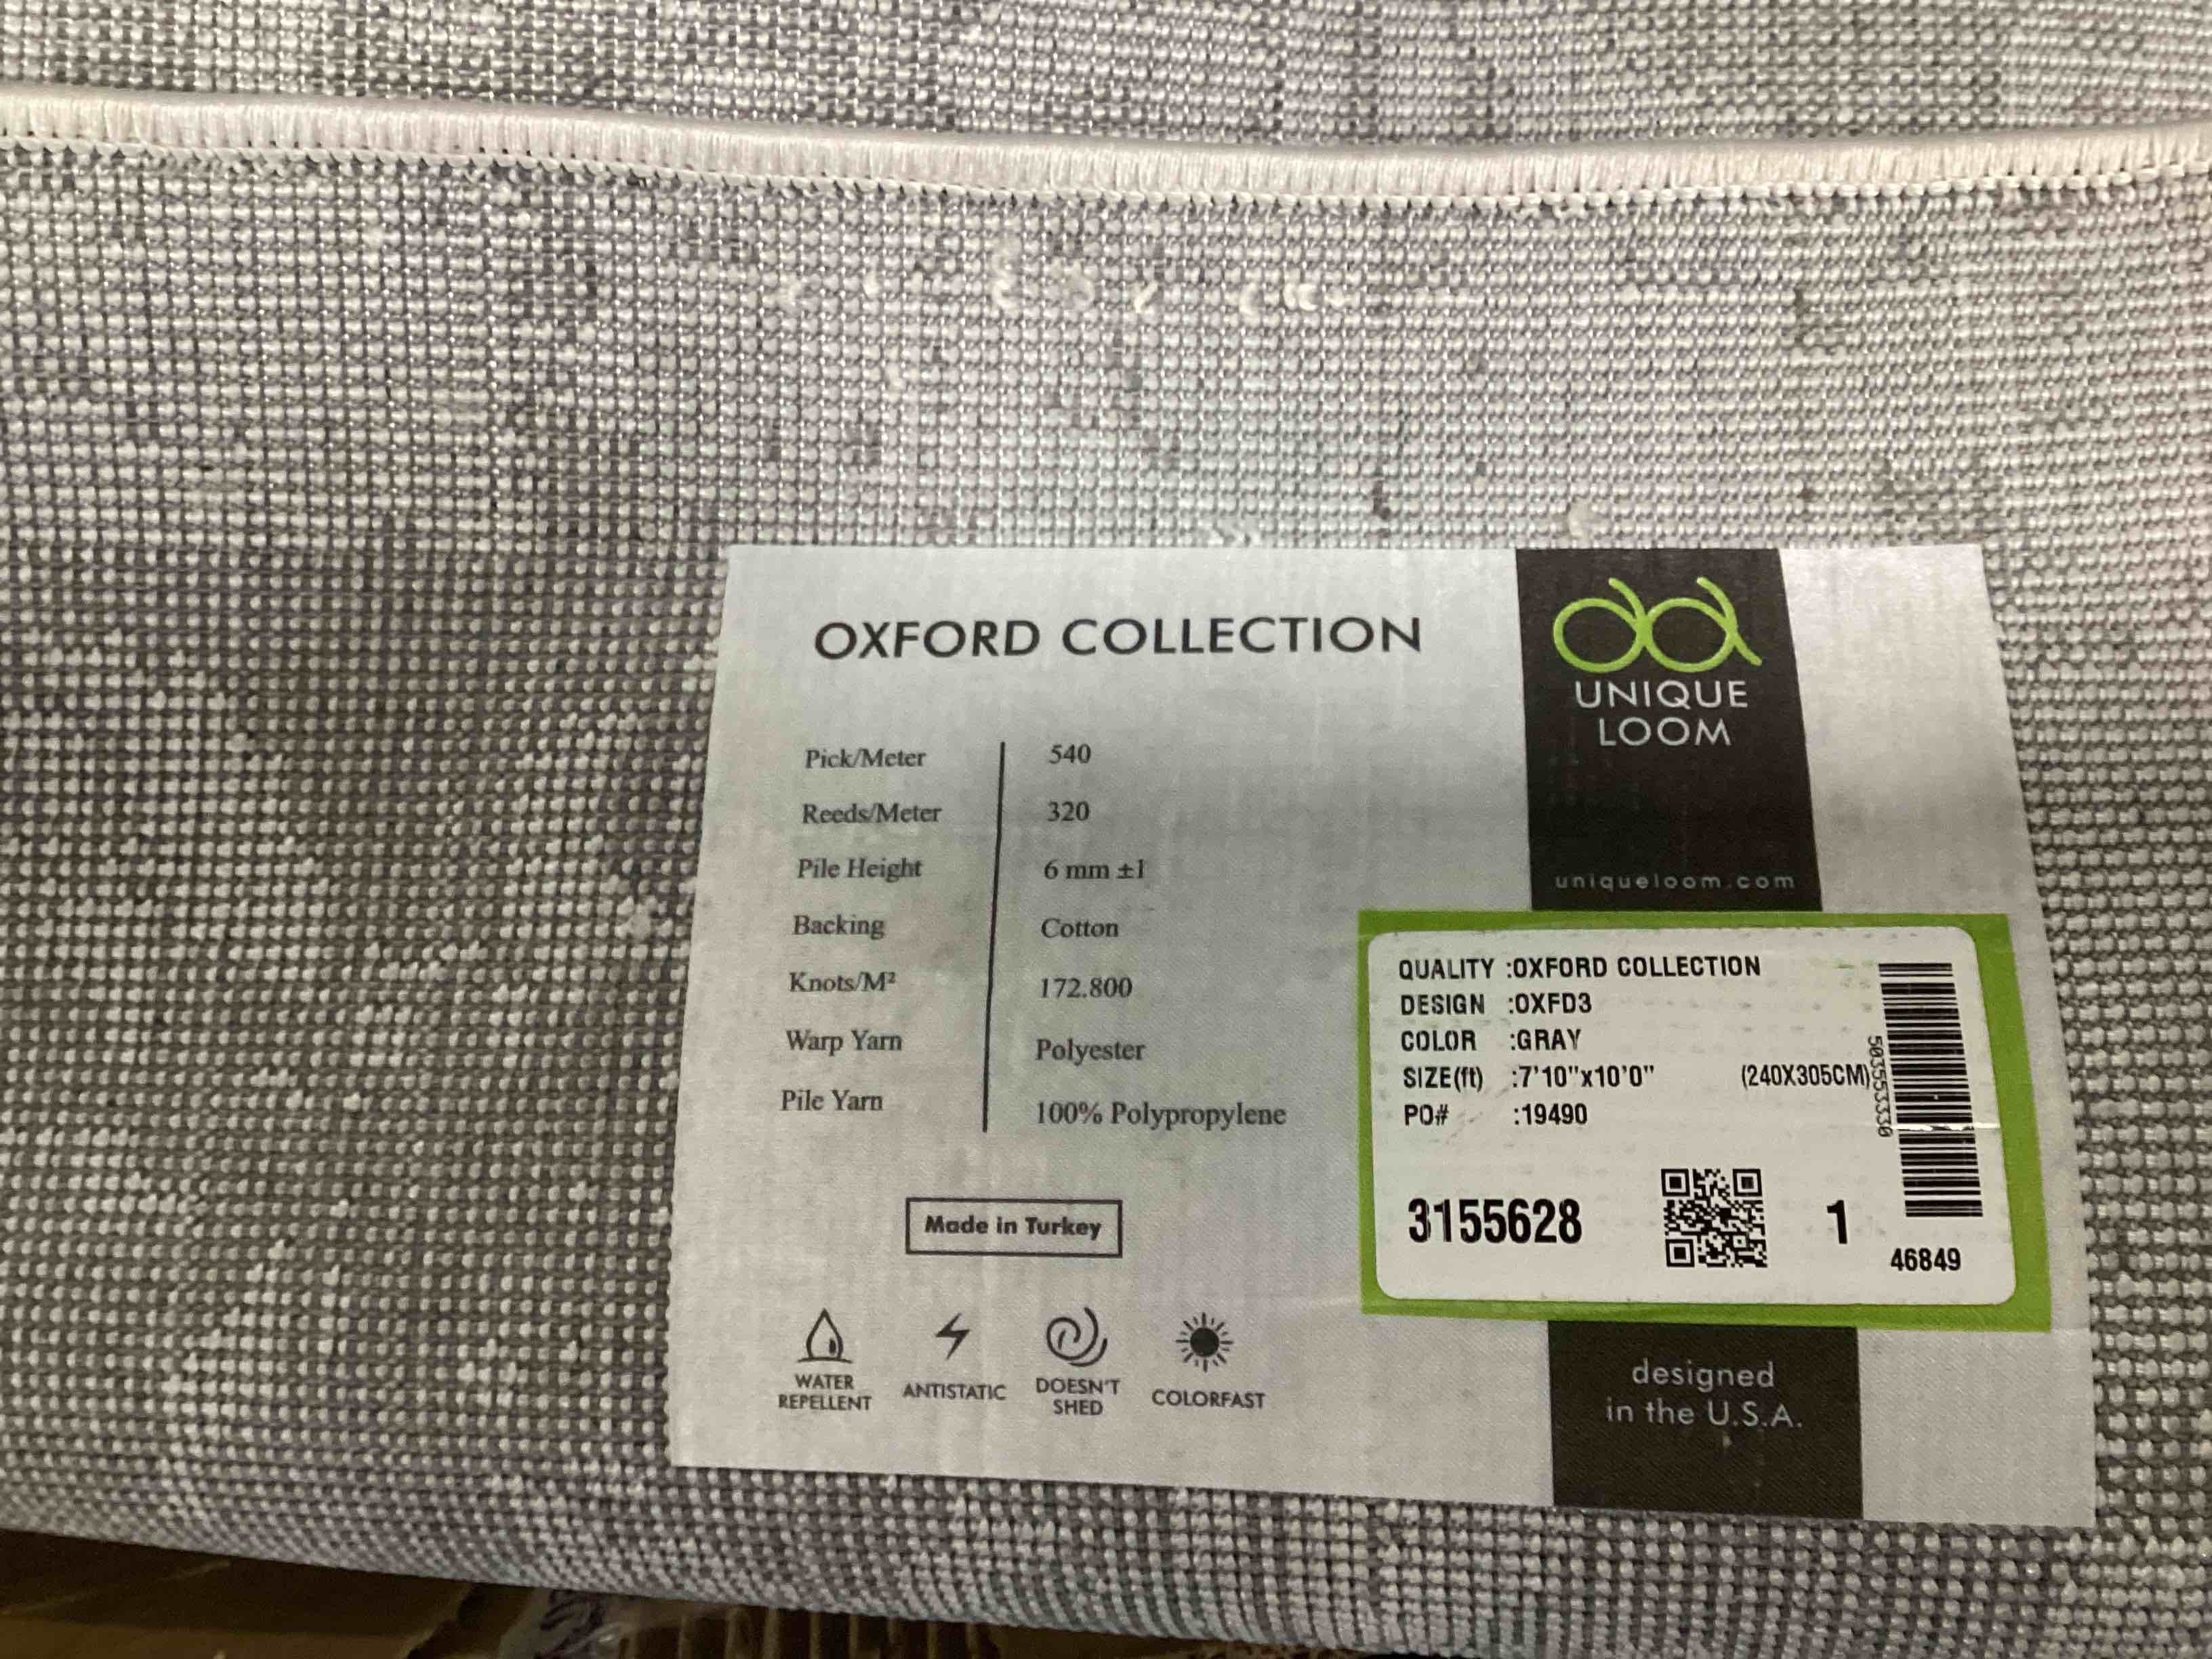 OXFORD COLLECTION
UNIQUE
LOOM
uniqueloom.com
Pick/Meter 540
Reeds/Meter 320
Pile Height 6 mm ±1
Backing Cotton
Knots/M² 172.800
Warp Yarn Polyester
Pile Yarn 100% Polypropylene
Made in Turkey
WATER
REPELLENT
ANTISTATIC
DOESN'T
SHED
COLORFAST
QUALITY :OXFORD COLLECTION
DESIGN :OXFD3
COLOR :GRAY
SIZE(ft) :7'10"x10'0" (240X305CM)
PO# :19490
3155628 1
46849
designed
in the U.S.A.